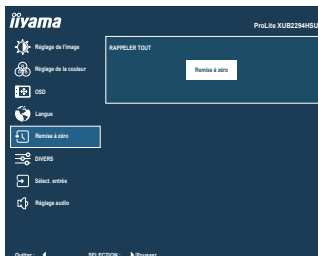 iiyama
ProLite XUB2294HSU
Réglage de l'image
RAPPELER TOUT
Remise à zéro
Réglage de la couleur
OSD
Langue
Remise à zéro
DIVERS
Sélect. entrée
Réglage audio
Quitter :
SELECTION :
/Pousser